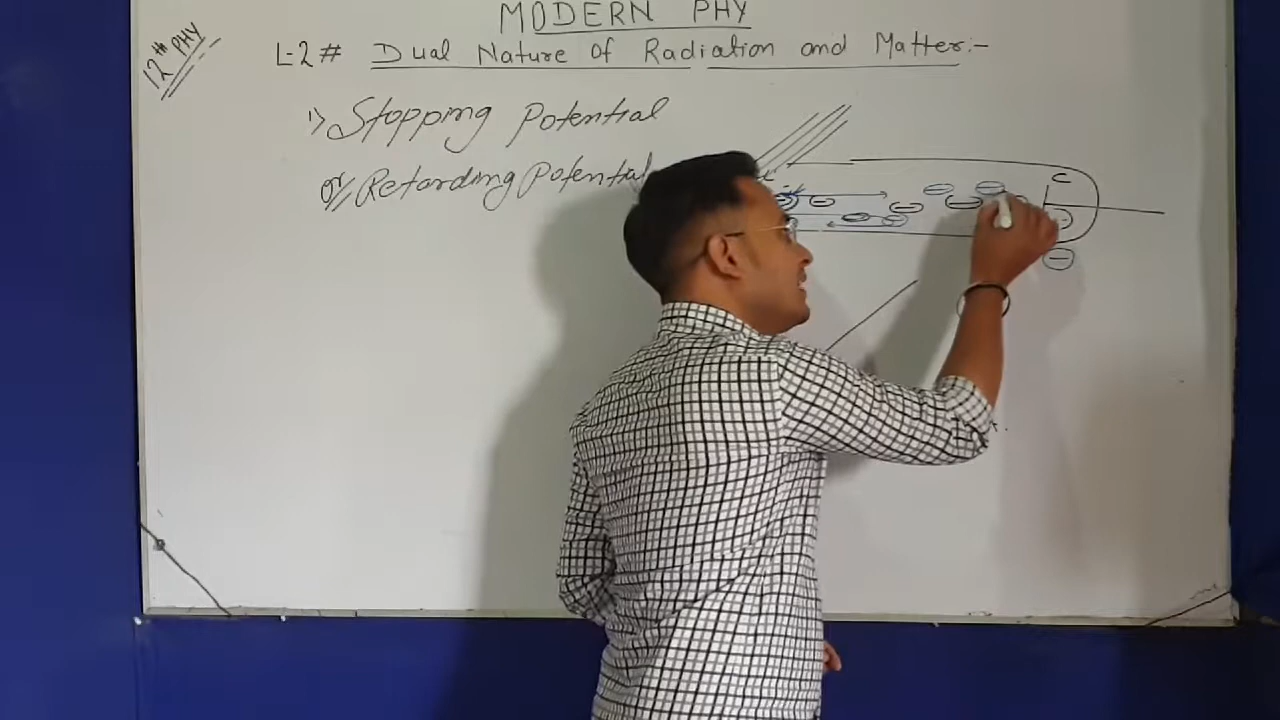 MODERN PHY
12th PHY
L-2# Dual Nature of Radiation and Matter:-
1> Stopping Potential
or// Retarding Potential
C